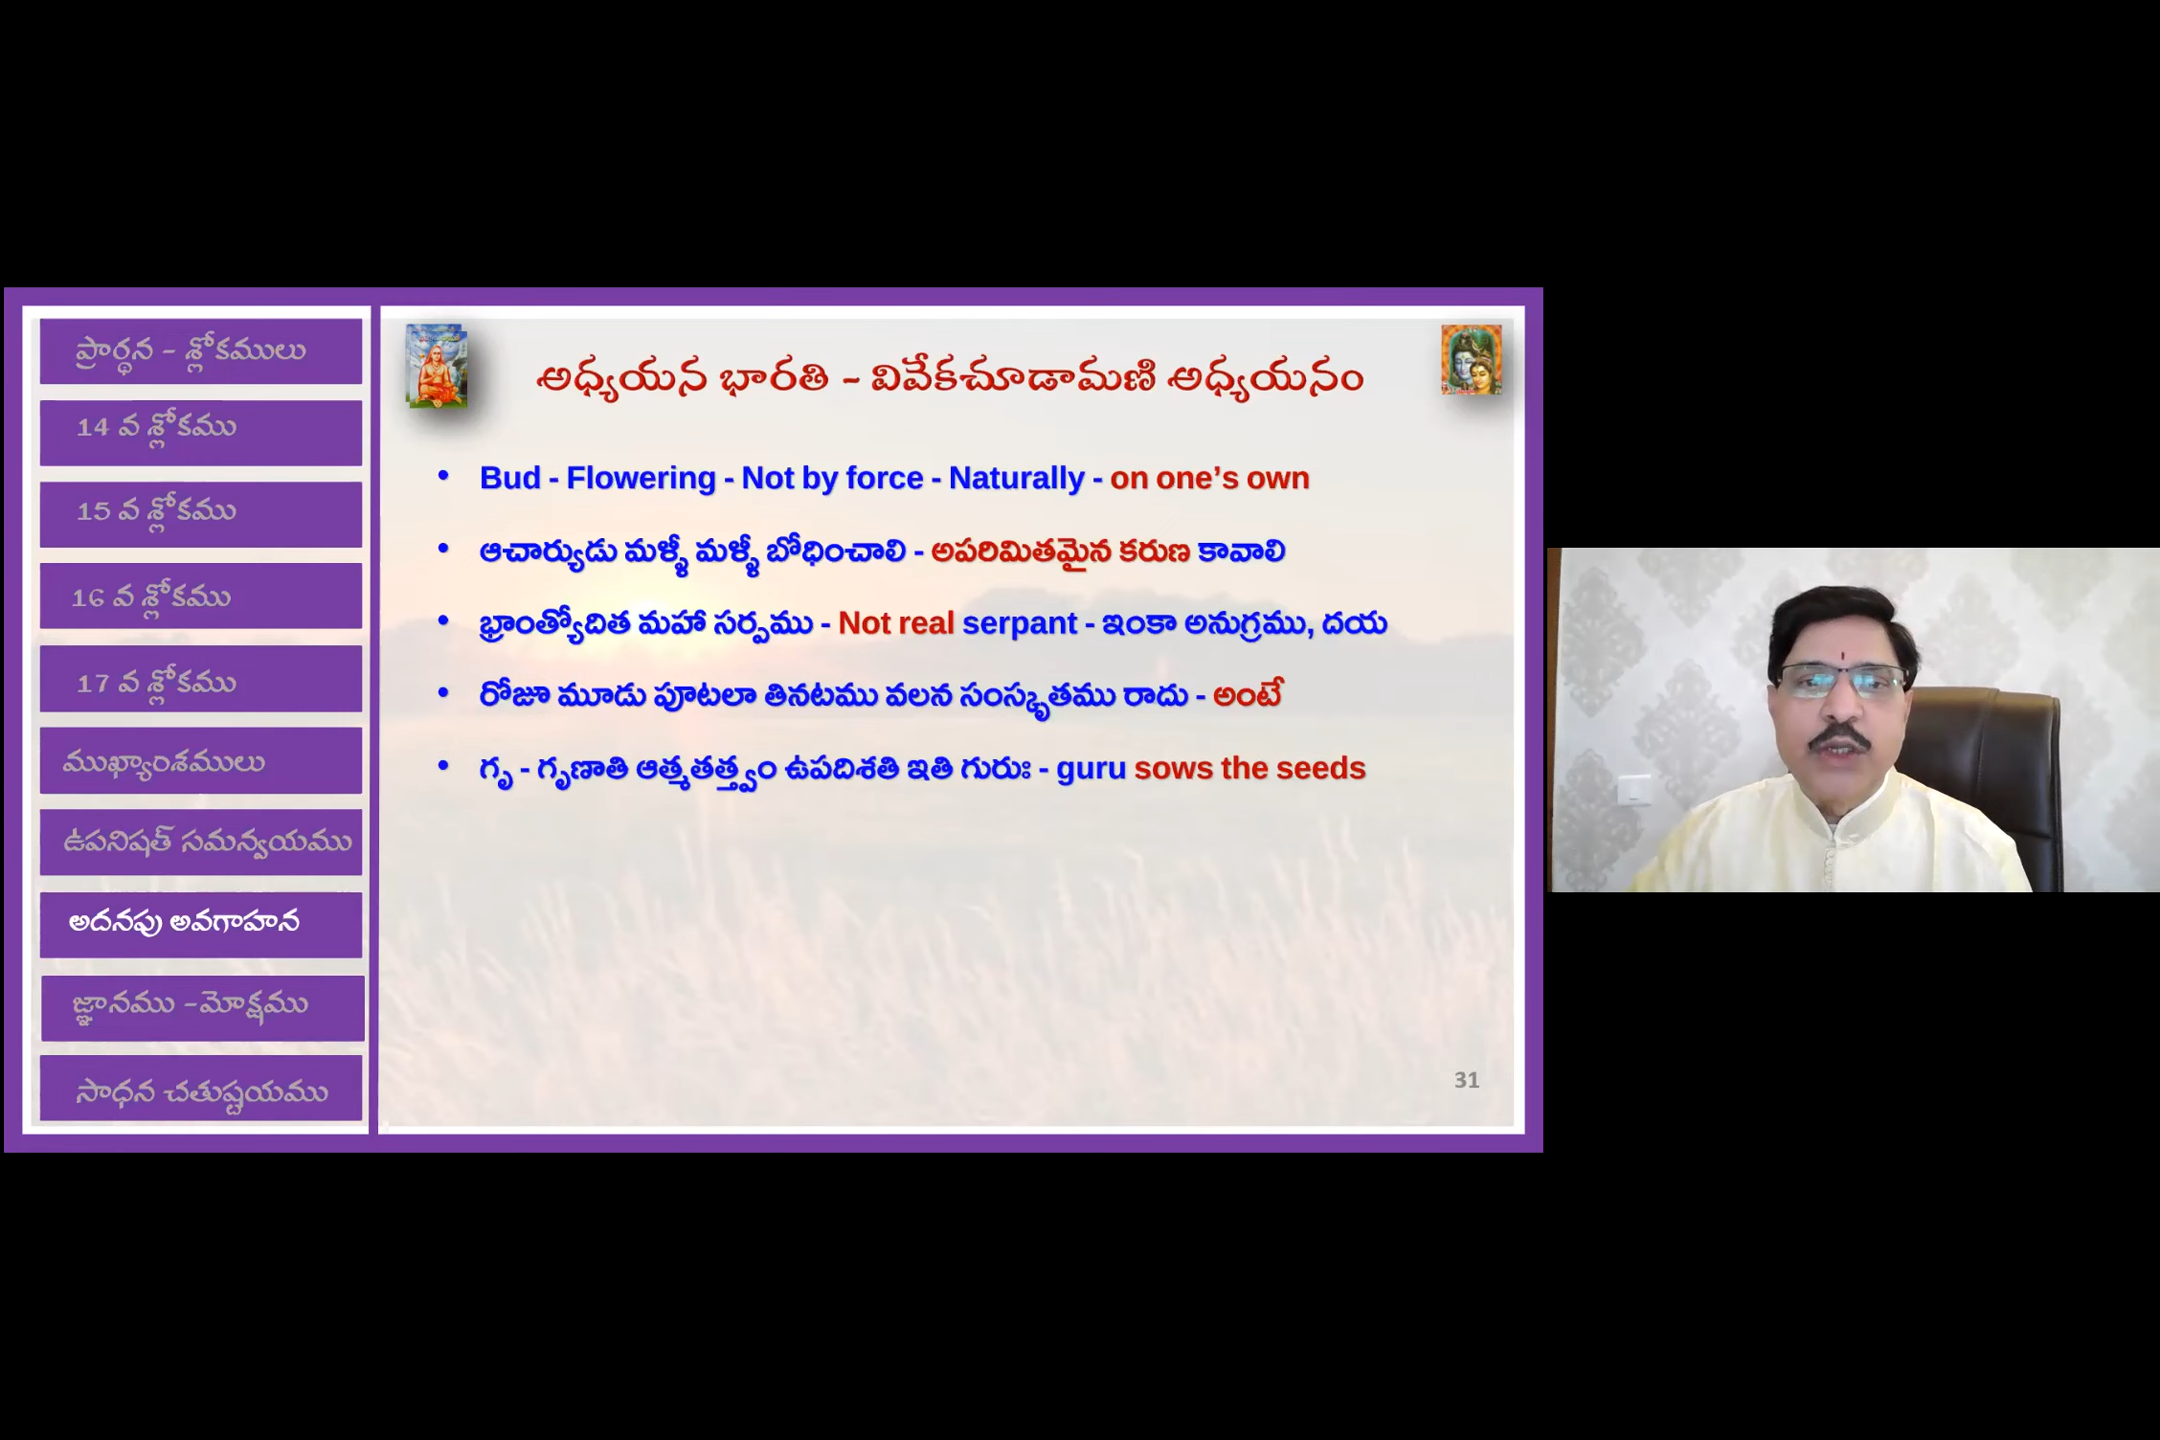 ప్రార్థన - శ్లోకములు
14 వ శ్లోకము
15 వ శ్లోకము
16 వ శ్లోకము
17 వ శ్లోకము
ముఖ్యాంశములు
ఉపనిషత్ సమన్వయము
అదనపు అవగాహన
జ్ఞానము -మోక్షము
సాధన చతుష్టయము
అధ్యయన భారతి - వివేకచూడామణి అధ్యయనం
• Bud - Flowering - Not by force - Naturally - on one’s own
• ఆచార్యుడు మళ్ళీ మళ్ళీ బోధించాలి - అపరిమితమైన కరుణ కావాలి
• భ్రాంత్యోదిత మహా సర్పము - Not real serpant - ఇంకా అనుగ్రము, దయ
• రోజూ మూడు పూటలా తినటము వలన సంస్కృతము రాదు - అంటే
• గృ - గృణాతి ఆత్మతత్త్వం ఉపదిశతి ఇతి గురుః - guru sows the seeds
31